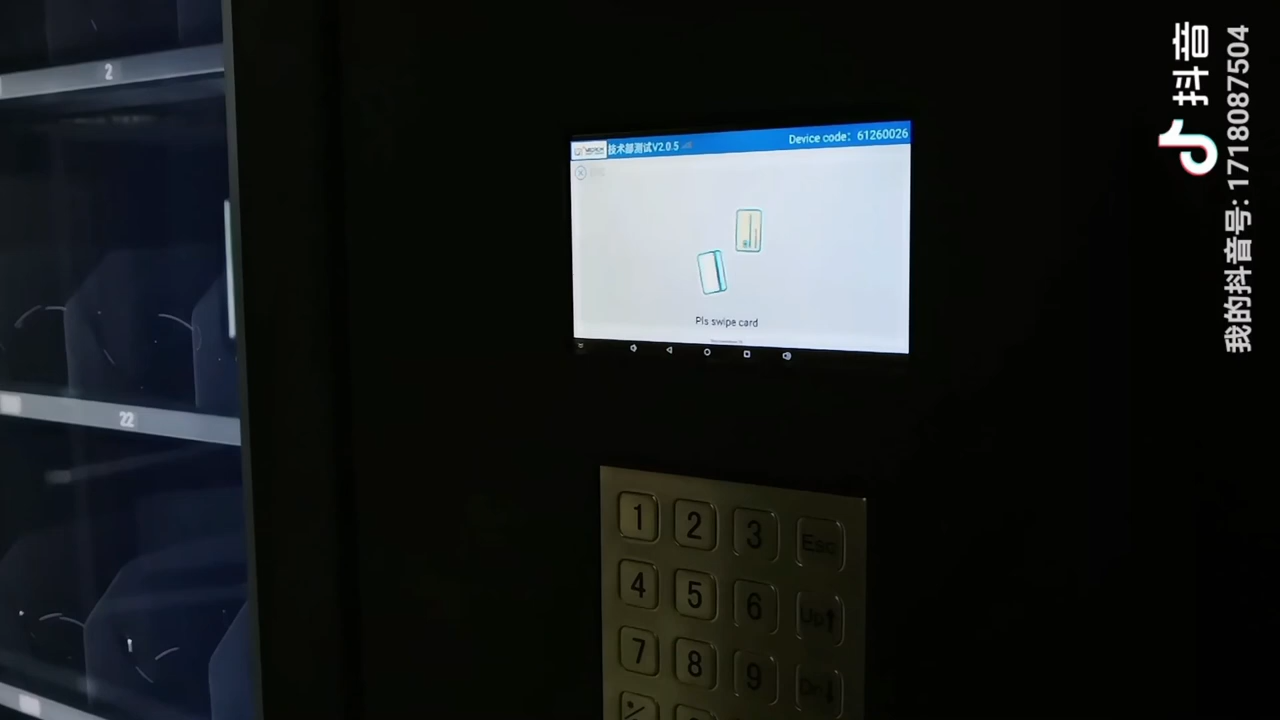 2
22
技术部测试V2.0.5
Device code: 61260026
Pls swipe card
1 2 3 Esc
4 5 6 Up↑
7 8 9
抖音
我的抖音号: 1718087504